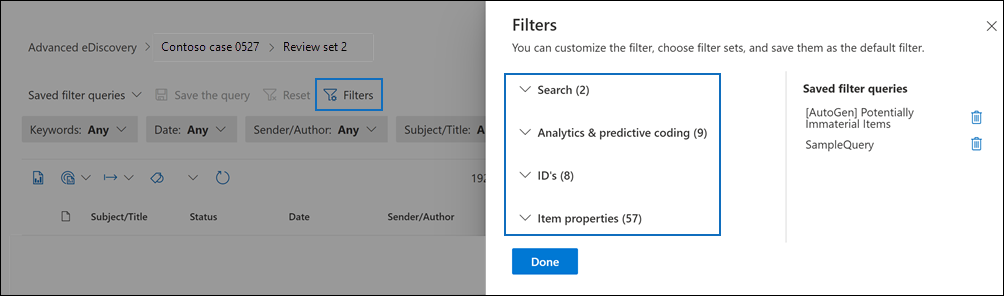 Advanced eDiscovery > Contoso case 0527 > Review set 2
Saved filter queries Save the query Reset Filters
Keywords: Any Date: Any Sender/Author: Any Subject/Title: A
192
Subject/Title Status Date Sender/Author
Filters
You can customize the filter, choose filter sets, and save them as the default filter.
Search (2)
Analytics & predictive coding (9)
ID's (8)
Item properties (57)
Done
Saved filter queries
[AutoGen] Potentially
Immaterial Items
SampleQuery